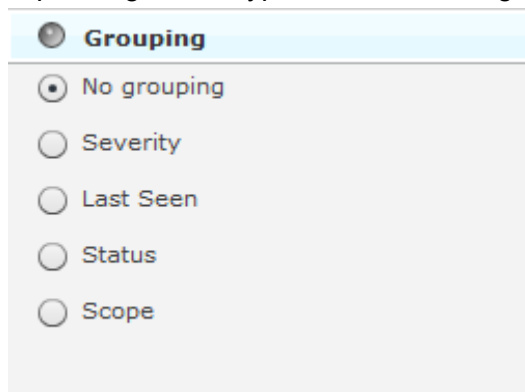 Grouping
No grouping
Severity
Last Seen
Status
Scope